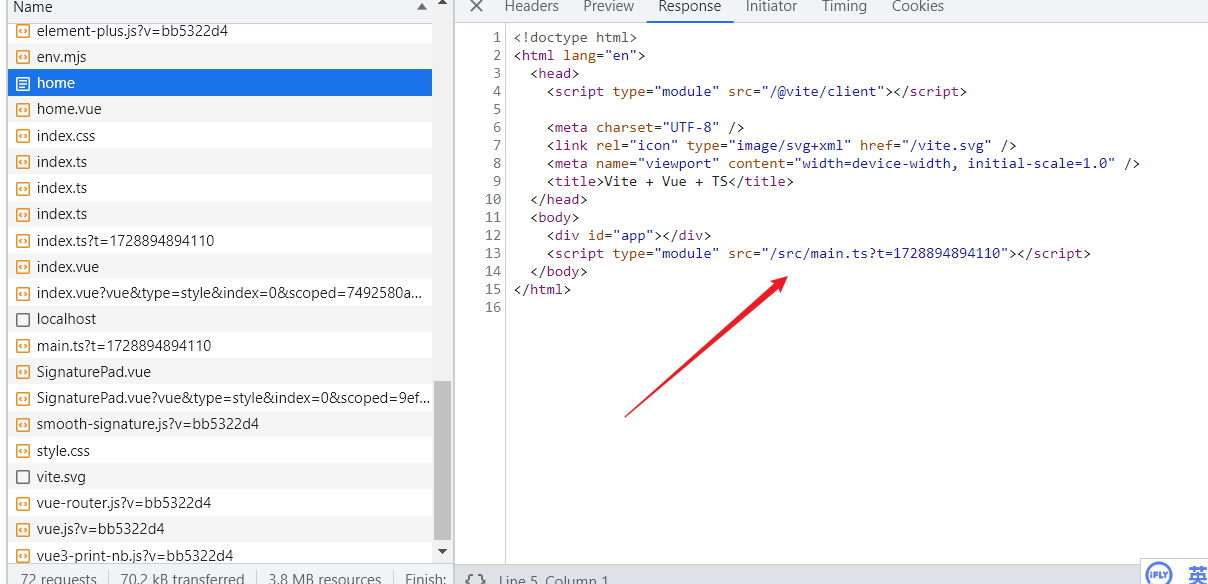 Name
element-plus.js?v=bb5322d4
env.mjs
home
home.vue
index.css
index.ts
index.ts
index.ts
index.ts?t=1728894894110
index.vue
index.vue?vue&type=style&index=0&scoped=7492580a...
localhost
main.ts?t=1728894894110
SignaturePad.vue
SignaturePad.vue?vue&type=style&index=0&scoped=9ef...
smooth-signature.js?v=bb5322d4
style.css
vite.svg
vue-router.js?v=bb5322d4
vue.js?v=bb5322d4
vue3-print-nb.js?v=bb5322d4
72 requests 70.2 kB transferred 3.8 MB resources Finish:
Headers Preview Response Initiator Timing Cookies
1 <!doctype html>
2 <html lang="en">
3 <head>
4 <script type="module" src="/@vite/client"></script>
5
6 <meta charset="UTF-8" />
7 <link rel="icon" type="image/svg+xml" href="/vite.svg" />
8 <meta name="viewport" content="width=device-width, initial-scale=1.0" />
9 <title>Vite + Vue + TS</title>
10 </head>
11 <body>
12 <div id="app"></div>
13 <script type="module" src="/src/main.ts?t=1728894894110"></script>
14 </body>
15 </html>
16
{ } Line 5, Column 1
iFLY 英